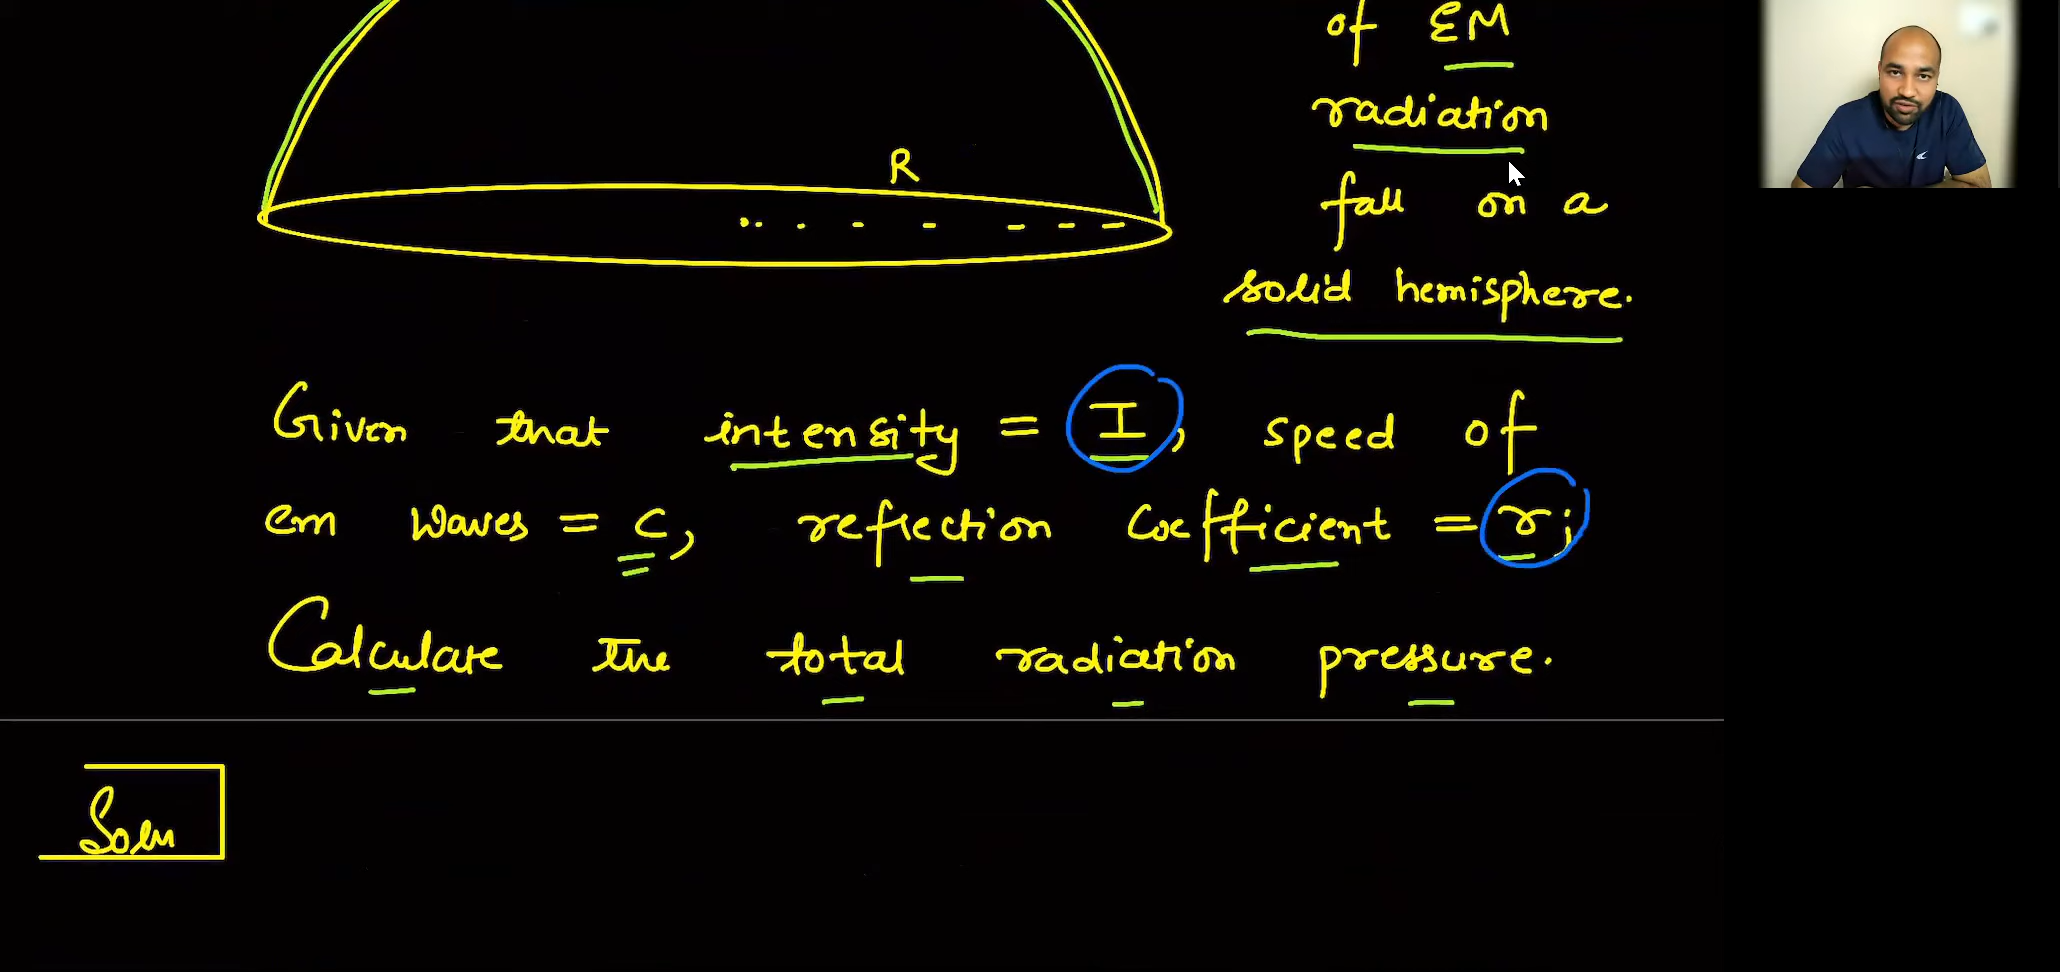 of EM
radiation
R
fall on a
solid hemisphere.
Given that intensity = I, speed of
em waves = c, reflection coefficient = r;
Calculate the total radiation pressure.
Soln